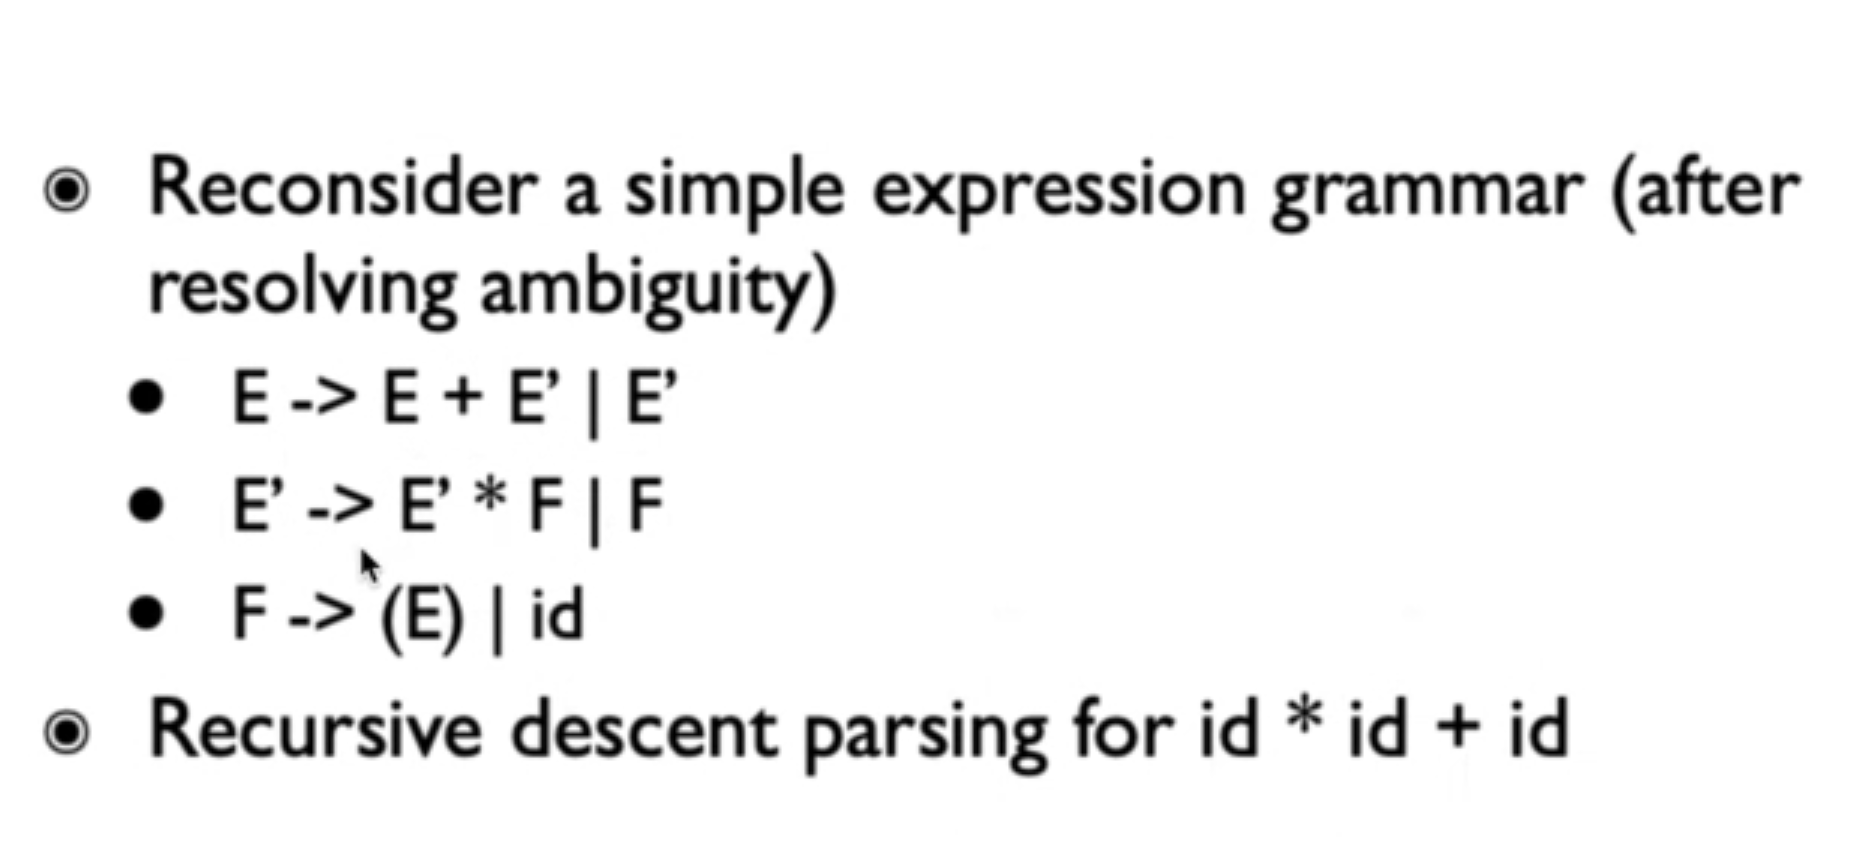 Reconsider a simple expression grammar (after
resolving ambiguity)
E -> E + E’ | E’
E’ -> E’ * F | F
F -> (E) | id
Recursive descent parsing for id * id + id